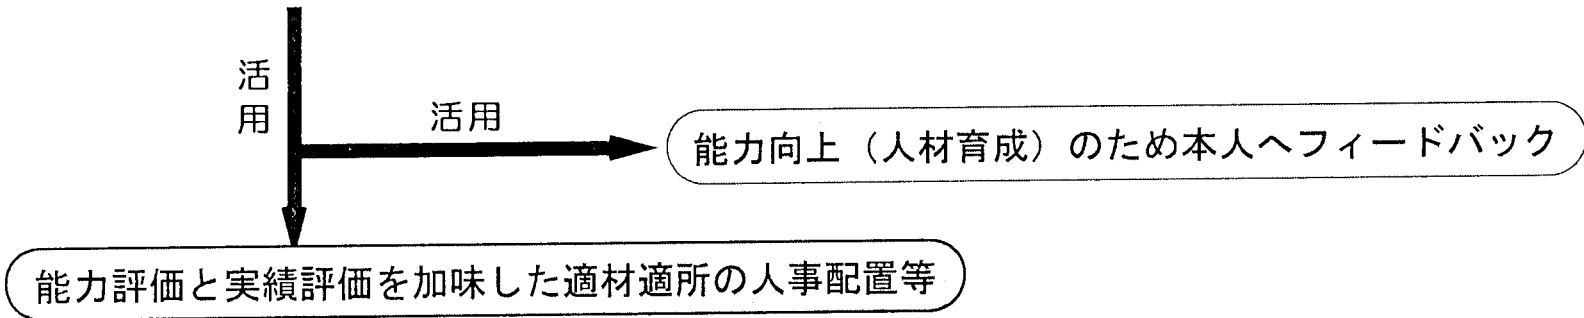 活用
活用
能力向上（人材育成）のため本人へフィードバック
能力評価と実績評価を加味した適材適所の人事配置等